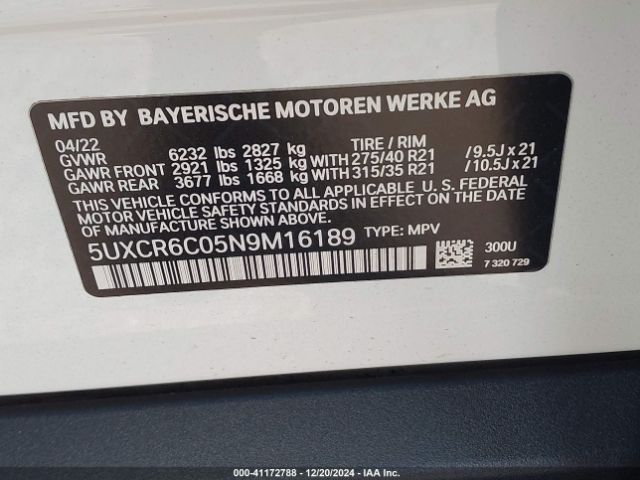 MFD BY BAYERISCHE MOTOREN WERKE AG
04/22 TIRE / RIM
GVWR 6232 lbs 2827 kg
GAWR FRONT 2921 lbs 1325 kg WITH 275/40 R21 /9.5J x 21
GAWR REAR 3677 lbs 1668 kg WITH 315/35 R21 /10.5J x 21
THIS VEHICLE CONFORMS TO ALL APPLICABLE U. S. FEDERAL
MOTOR VEHICLE SAFETY STANDARDS IN EFFECT ON THE DATE
OF MANUFACTURE SHOWN ABOVE.
5UXCR6C05N9M16189 TYPE: MPV
300U
7 320 729
000-41172788 - 12/20/2024 - IAA, Inc.